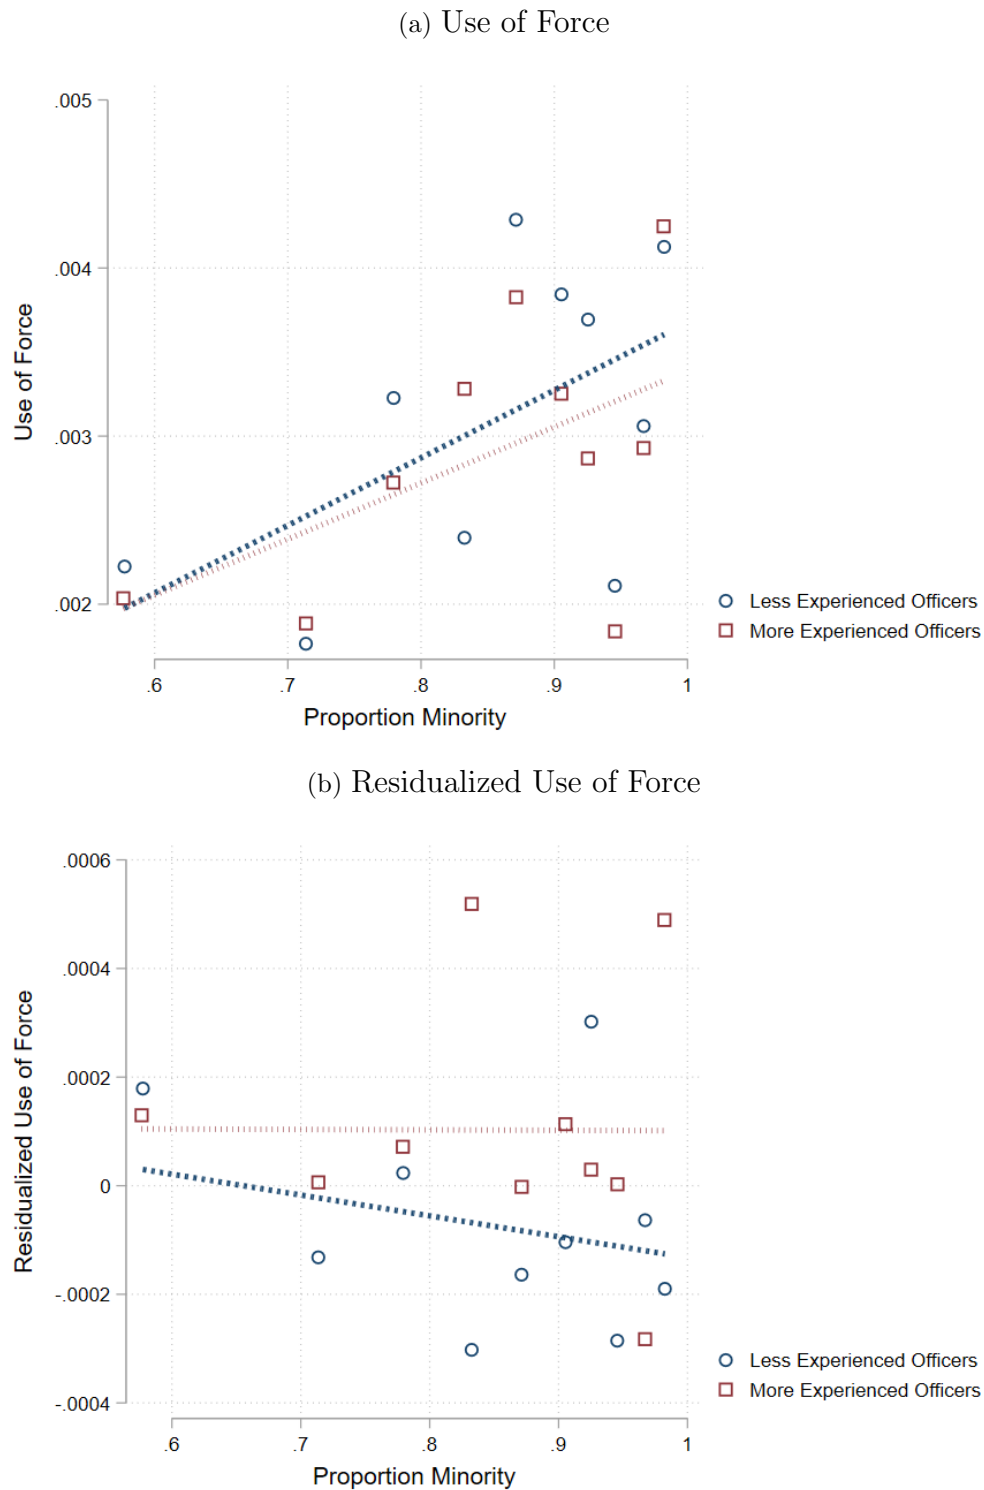 (a) Use of Force
.005
.004
.003
.002
Use of Force
.6 .7 .8 .9 1
Proportion Minority
Less Experienced Officers
More Experienced Officers
(b) Residualized Use of Force
.0006
.0004
.0002
0
-.0002
-.0004
Residualized Use of Force
.6 .7 .8 .9 1
Proportion Minority
Less Experienced Officers
More Experienced Officers